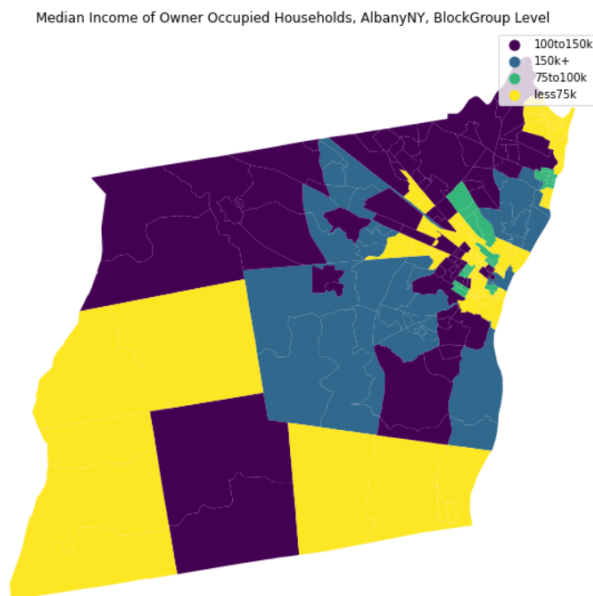 Median Income of Owner Occupied Households, AlbanyNY, BlockGroup Level
100to150k
150k+
75to100k
less75k